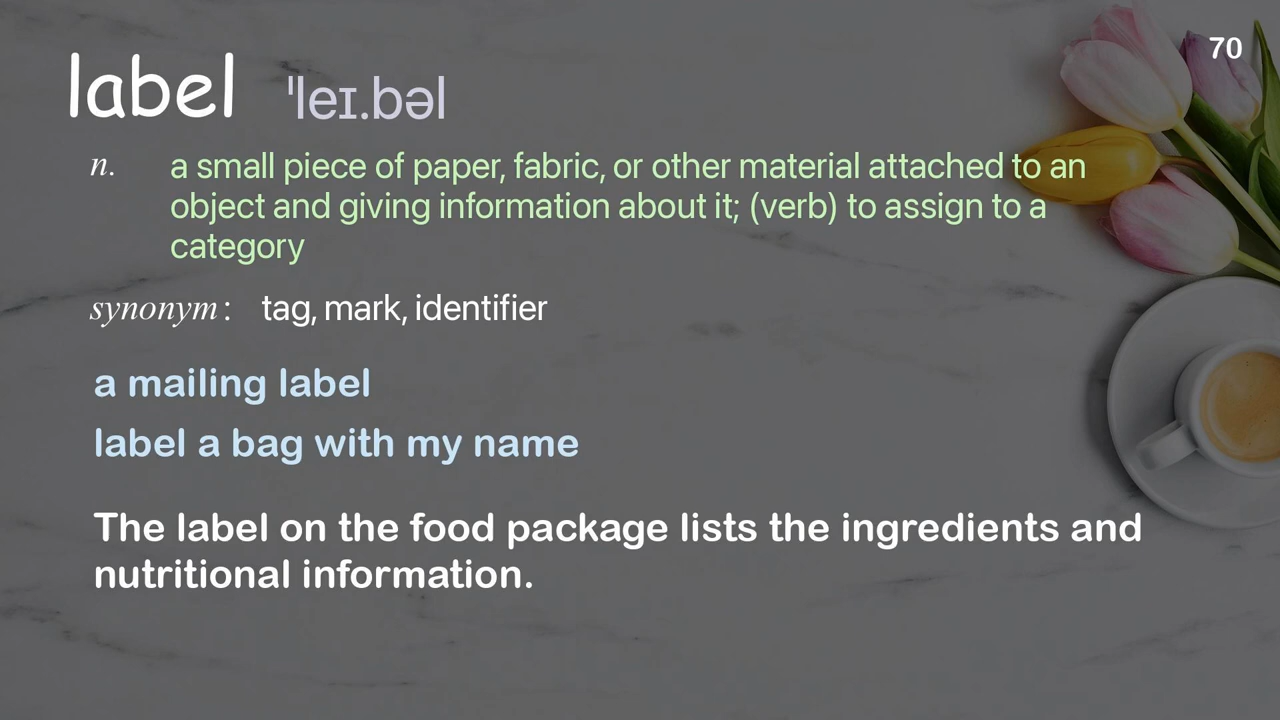 70
label ˈleɪ.bəl
n. a small piece of paper, fabric, or other material attached to an
object and giving information about it; (verb) to assign to a
category
synonym: tag, mark, identifier
a mailing label
label a bag with my name
The label on the food package lists the ingredients and
nutritional information.